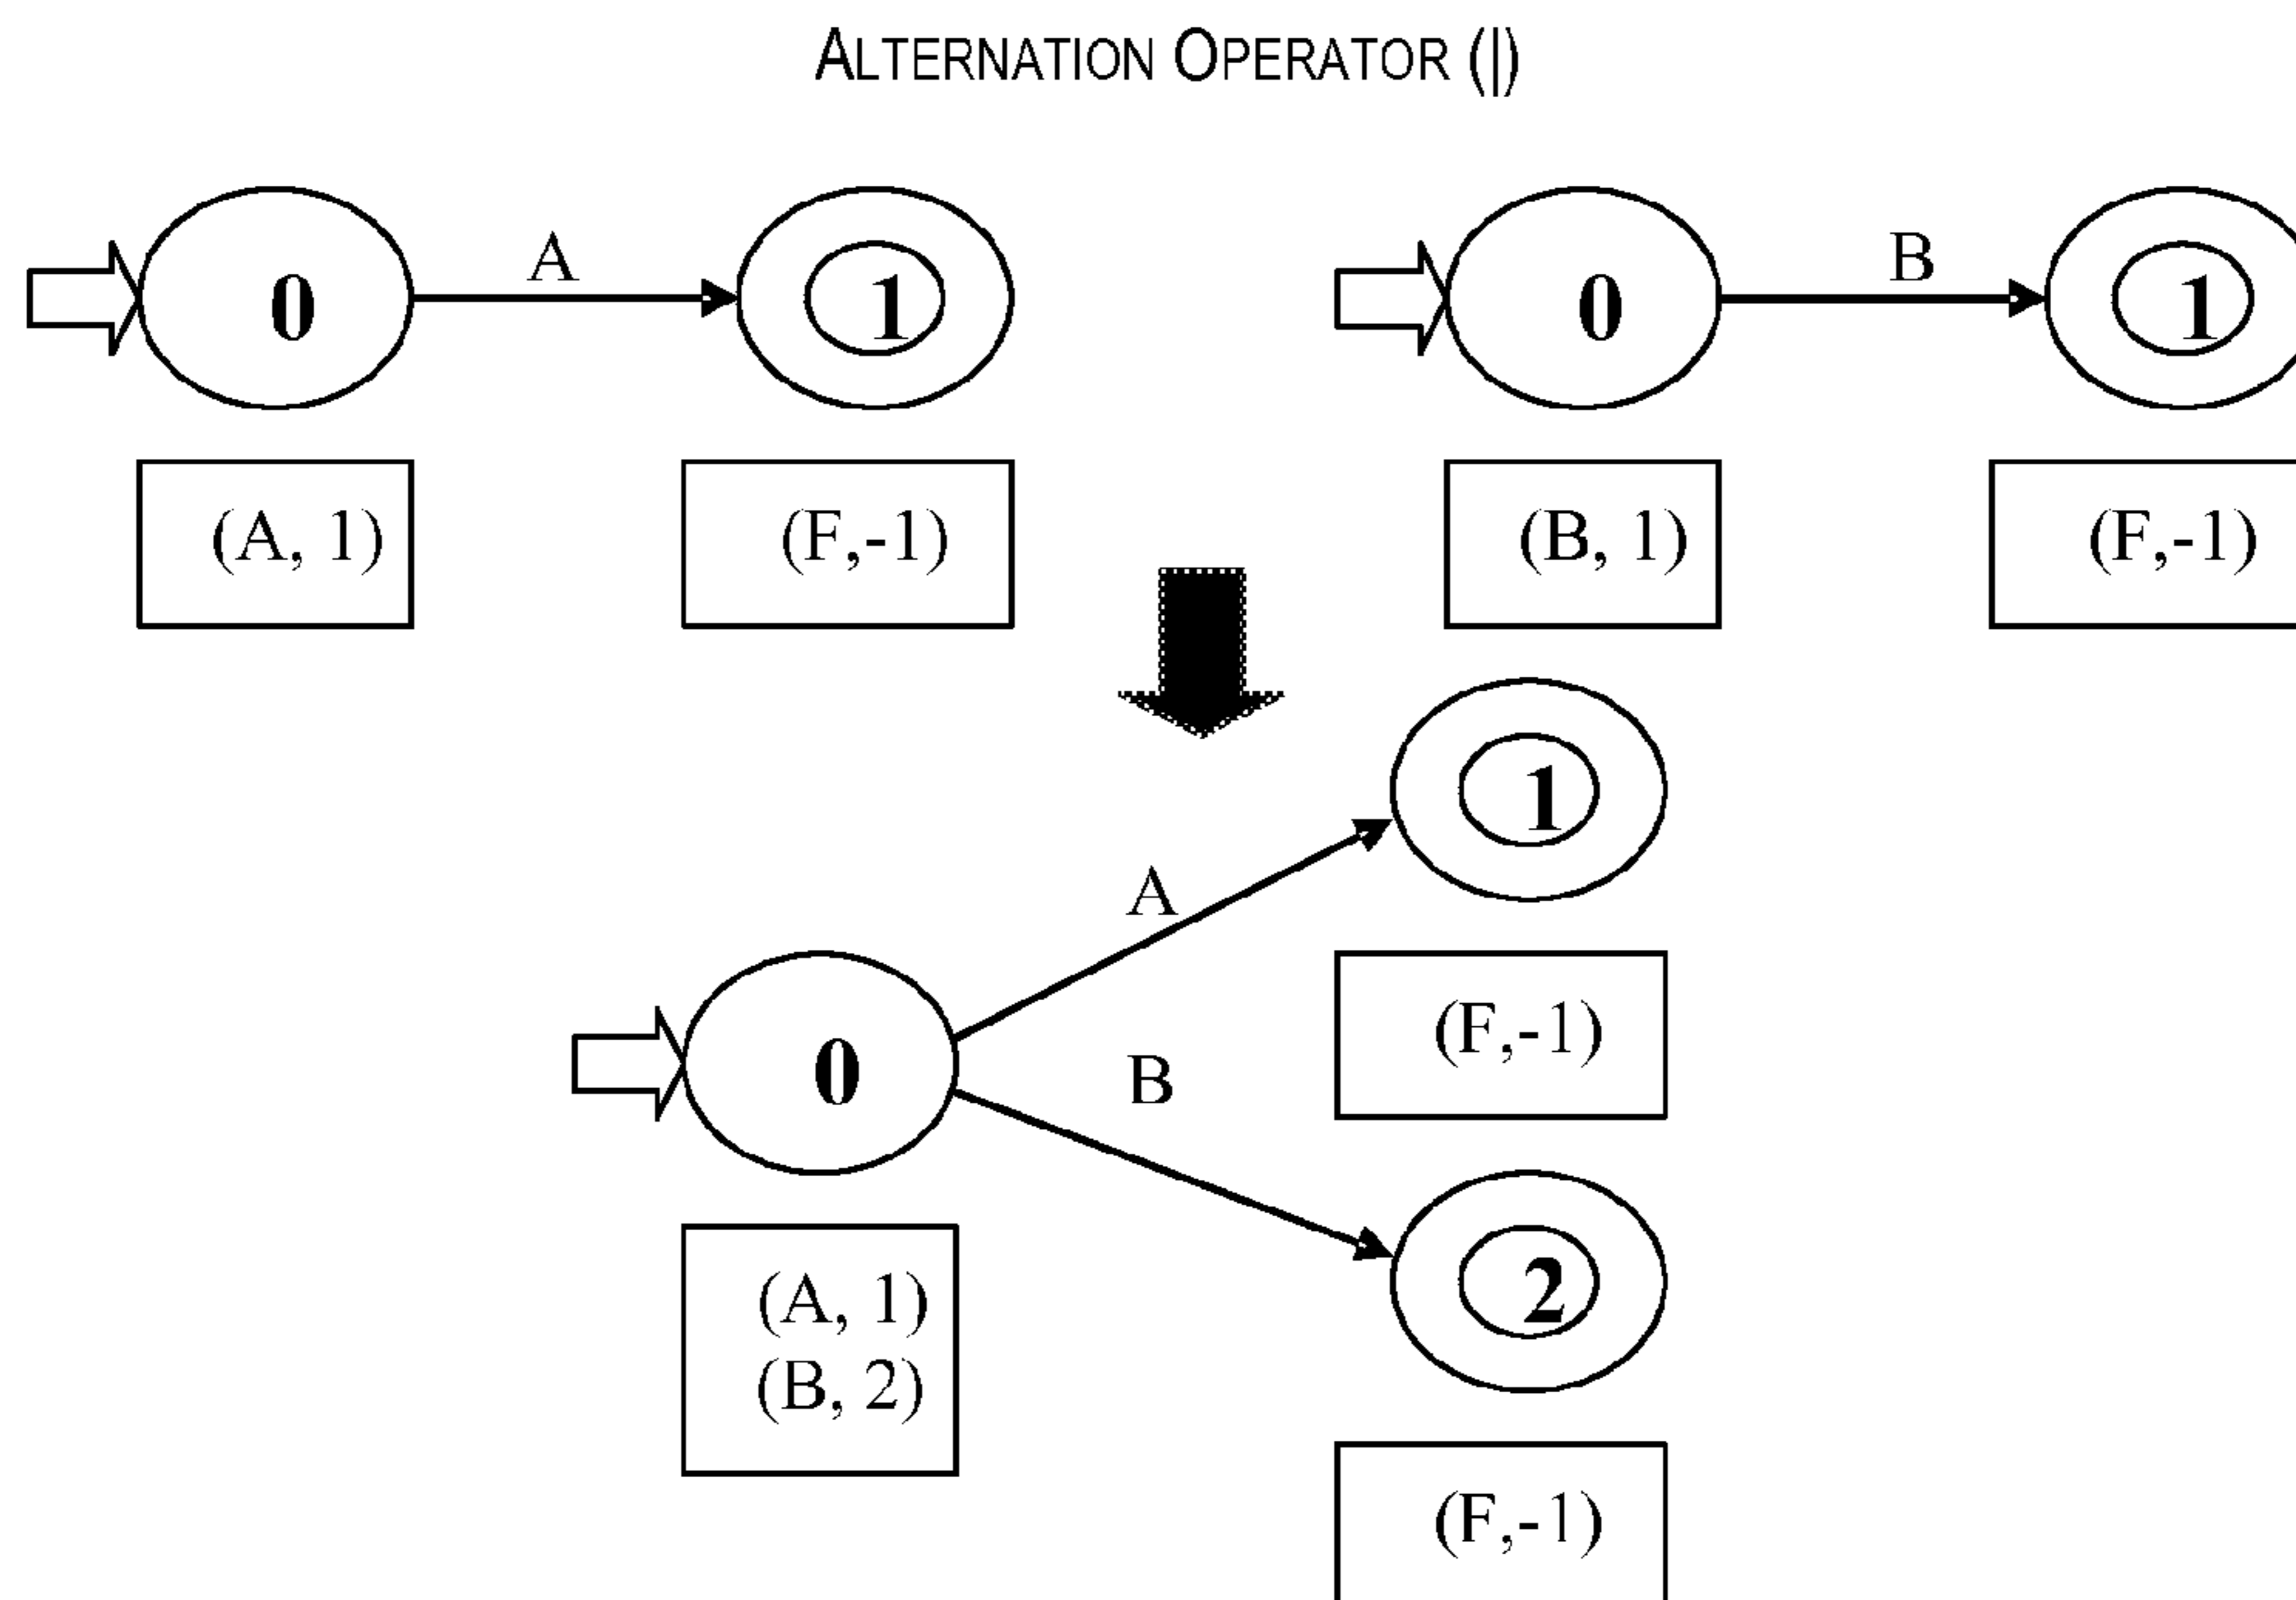 ALTERNATION OPERATOR (|)
A
B
0
1
0
1
(A, 1)
(F,-1)
(B, 1)
(F,-1)
1
A
(F,-1)
0
B
(A, 1)
(B, 2)
2
(F,-1)